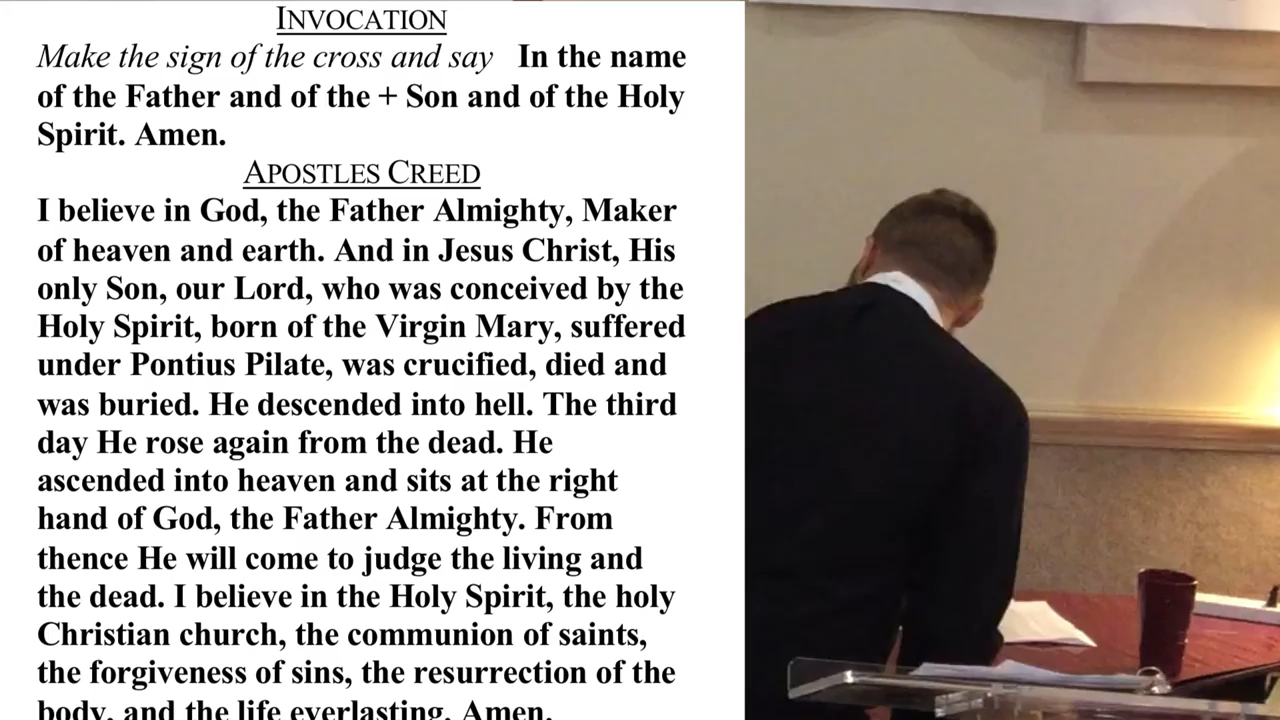 INVOCATION
Make the sign of the cross and say In the name
of the Father and of the + Son and of the Holy
Spirit. Amen.
APOSTLES CREED
I believe in God, the Father Almighty, Maker
of heaven and earth. And in Jesus Christ, His
only Son, our Lord, who was conceived by the
Holy Spirit, born of the Virgin Mary, suffered
under Pontius Pilate, was crucified, died and
was buried. He descended into hell. The third
day He rose again from the dead. He
ascended into heaven and sits at the right
hand of God, the Father Almighty. From
thence He will come to judge the living and
the dead. I believe in the Holy Spirit, the holy
Christian church, the communion of saints,
the forgiveness of sins, the resurrection of the
body, and the life everlasting. Amen.